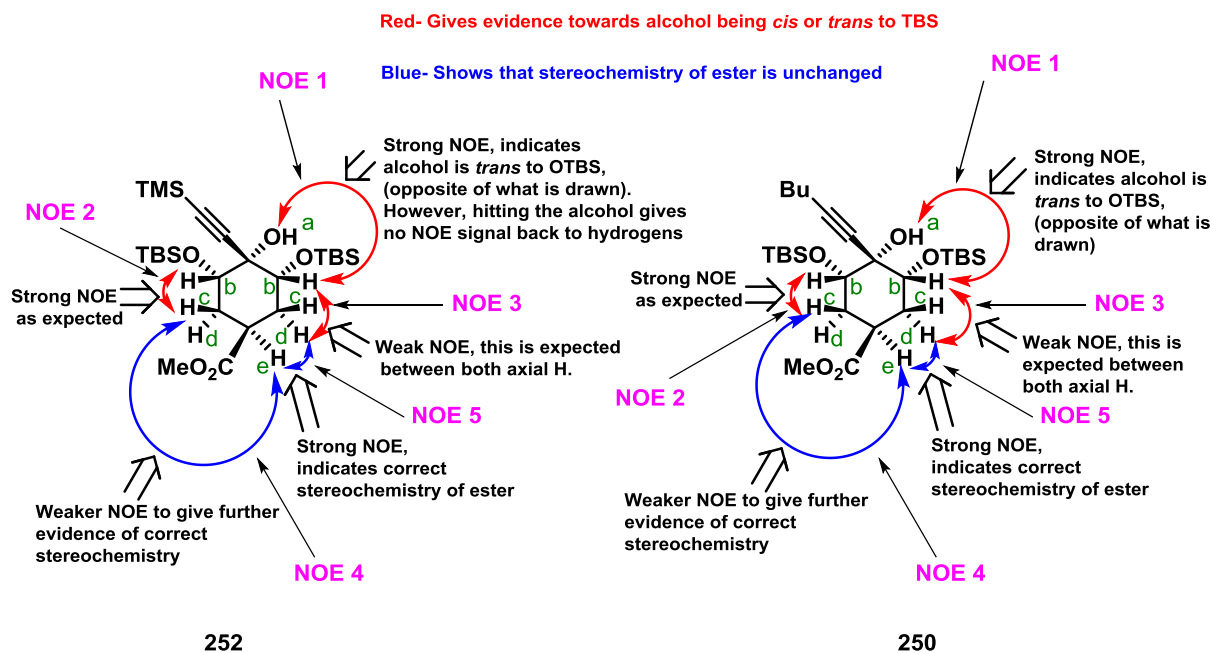 Red- Gives evidence towards alcohol being cis or trans to TBS
Blue- Shows that stereochemistry of ester is unchanged
NOE 1
Strong NOE, indicates
alcohol is trans to OTBS,
(opposite of what is drawn).
However, hitting the alcohol gives
no NOE signal back to hydrogens
TMS
NOE 2
OH
a
TBSO
OTBS
H
H
b
b
Strong NOE
as expected
H
c
c
H
NOE 3
H
d
d
H
Weak NOE, this is expected
between both axial H.
MeO2C
e
H
NOE 5
Strong NOE,
indicates correct
stereochemistry of ester
Weaker NOE to give further
evidence of correct
stereochemistry
NOE 4
252
NOE 1
Strong NOE,
indicates alcohol is
trans to OTBS,
(opposite of what is
drawn)
Bu
OH
a
TBSO
OTBS
H
H
b
b
Strong NOE
as expected
H
c
c
H
NOE 3
H
d
d
H
Weak NOE, this is
expected between
both axial H.
NOE 2
MeO2C
e
H
NOE 5
Strong NOE,
indicates correct
stereochemistry of ester
Weaker NOE to give further
evidence of correct
stereochemistry
NOE 4
250